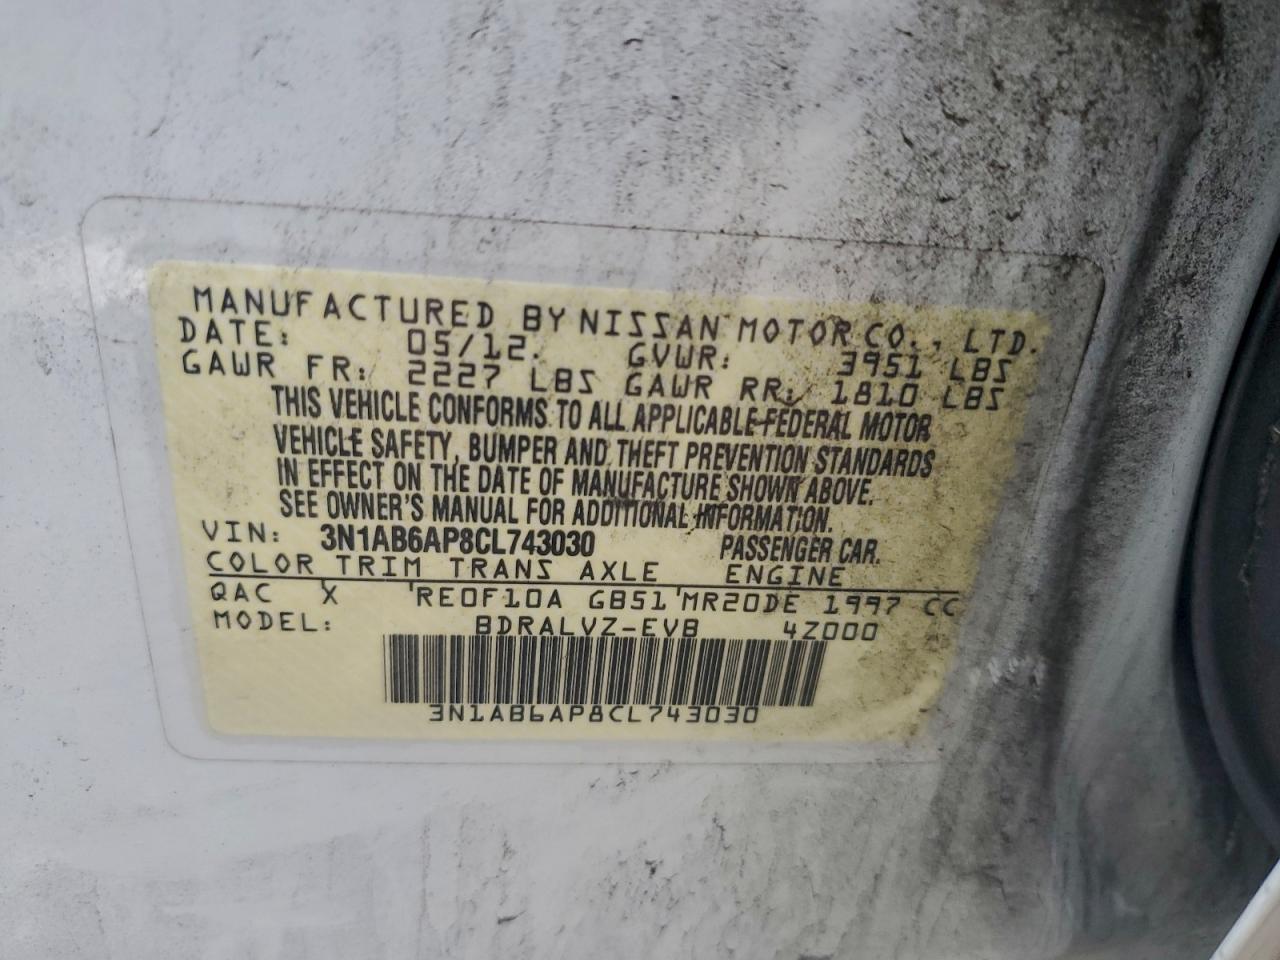 MANUFACTURED BY NISSAN MOTOR CO., LTD.
DATE: 05/12. GVWR: 3951 LBS
GAWR FR: 2227 LBS GAWR RR: 1810 LBS
THIS VEHICLE CONFORMS TO ALL APPLICABLE FEDERAL MOTOR
VEHICLE SAFETY, BUMPER AND THEFT PREVENTION STANDARDS
IN EFFECT ON THE DATE OF MANUFACTURE SHOWN ABOVE.
SEE OWNER'S MANUAL FOR ADDITIONAL INFORMATION.
VIN: 3N1AB6AP8CL743030 PASSENGER CAR.
COLOR TRIM TRANS AXLE ENGINE
QAC X RE0F10A GB51 MR20DE 1997 CC
MODEL: BDRALVZ-EVB 4Z000
3N1AB6AP8CL743030